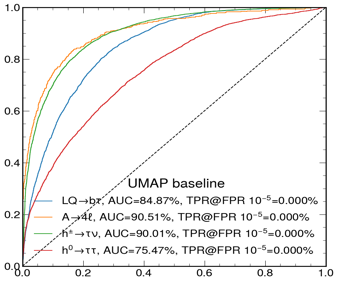 1.0
0.8
0.6
0.4
0.2
0.0
UMAP baseline
LQ→bτ, AUC=84.87%, TPR@FPR 10⁻⁵=0.000%
A→4ℓ, AUC=90.51%, TPR@FPR 10⁻⁵=0.000%
h±→τν, AUC=90.01%, TPR@FPR 10⁻⁵=0.000%
h⁰→ττ, AUC=75.47%, TPR@FPR 10⁻⁵=0.000%
0.0 0.2 0.4 0.6 0.8 1.0